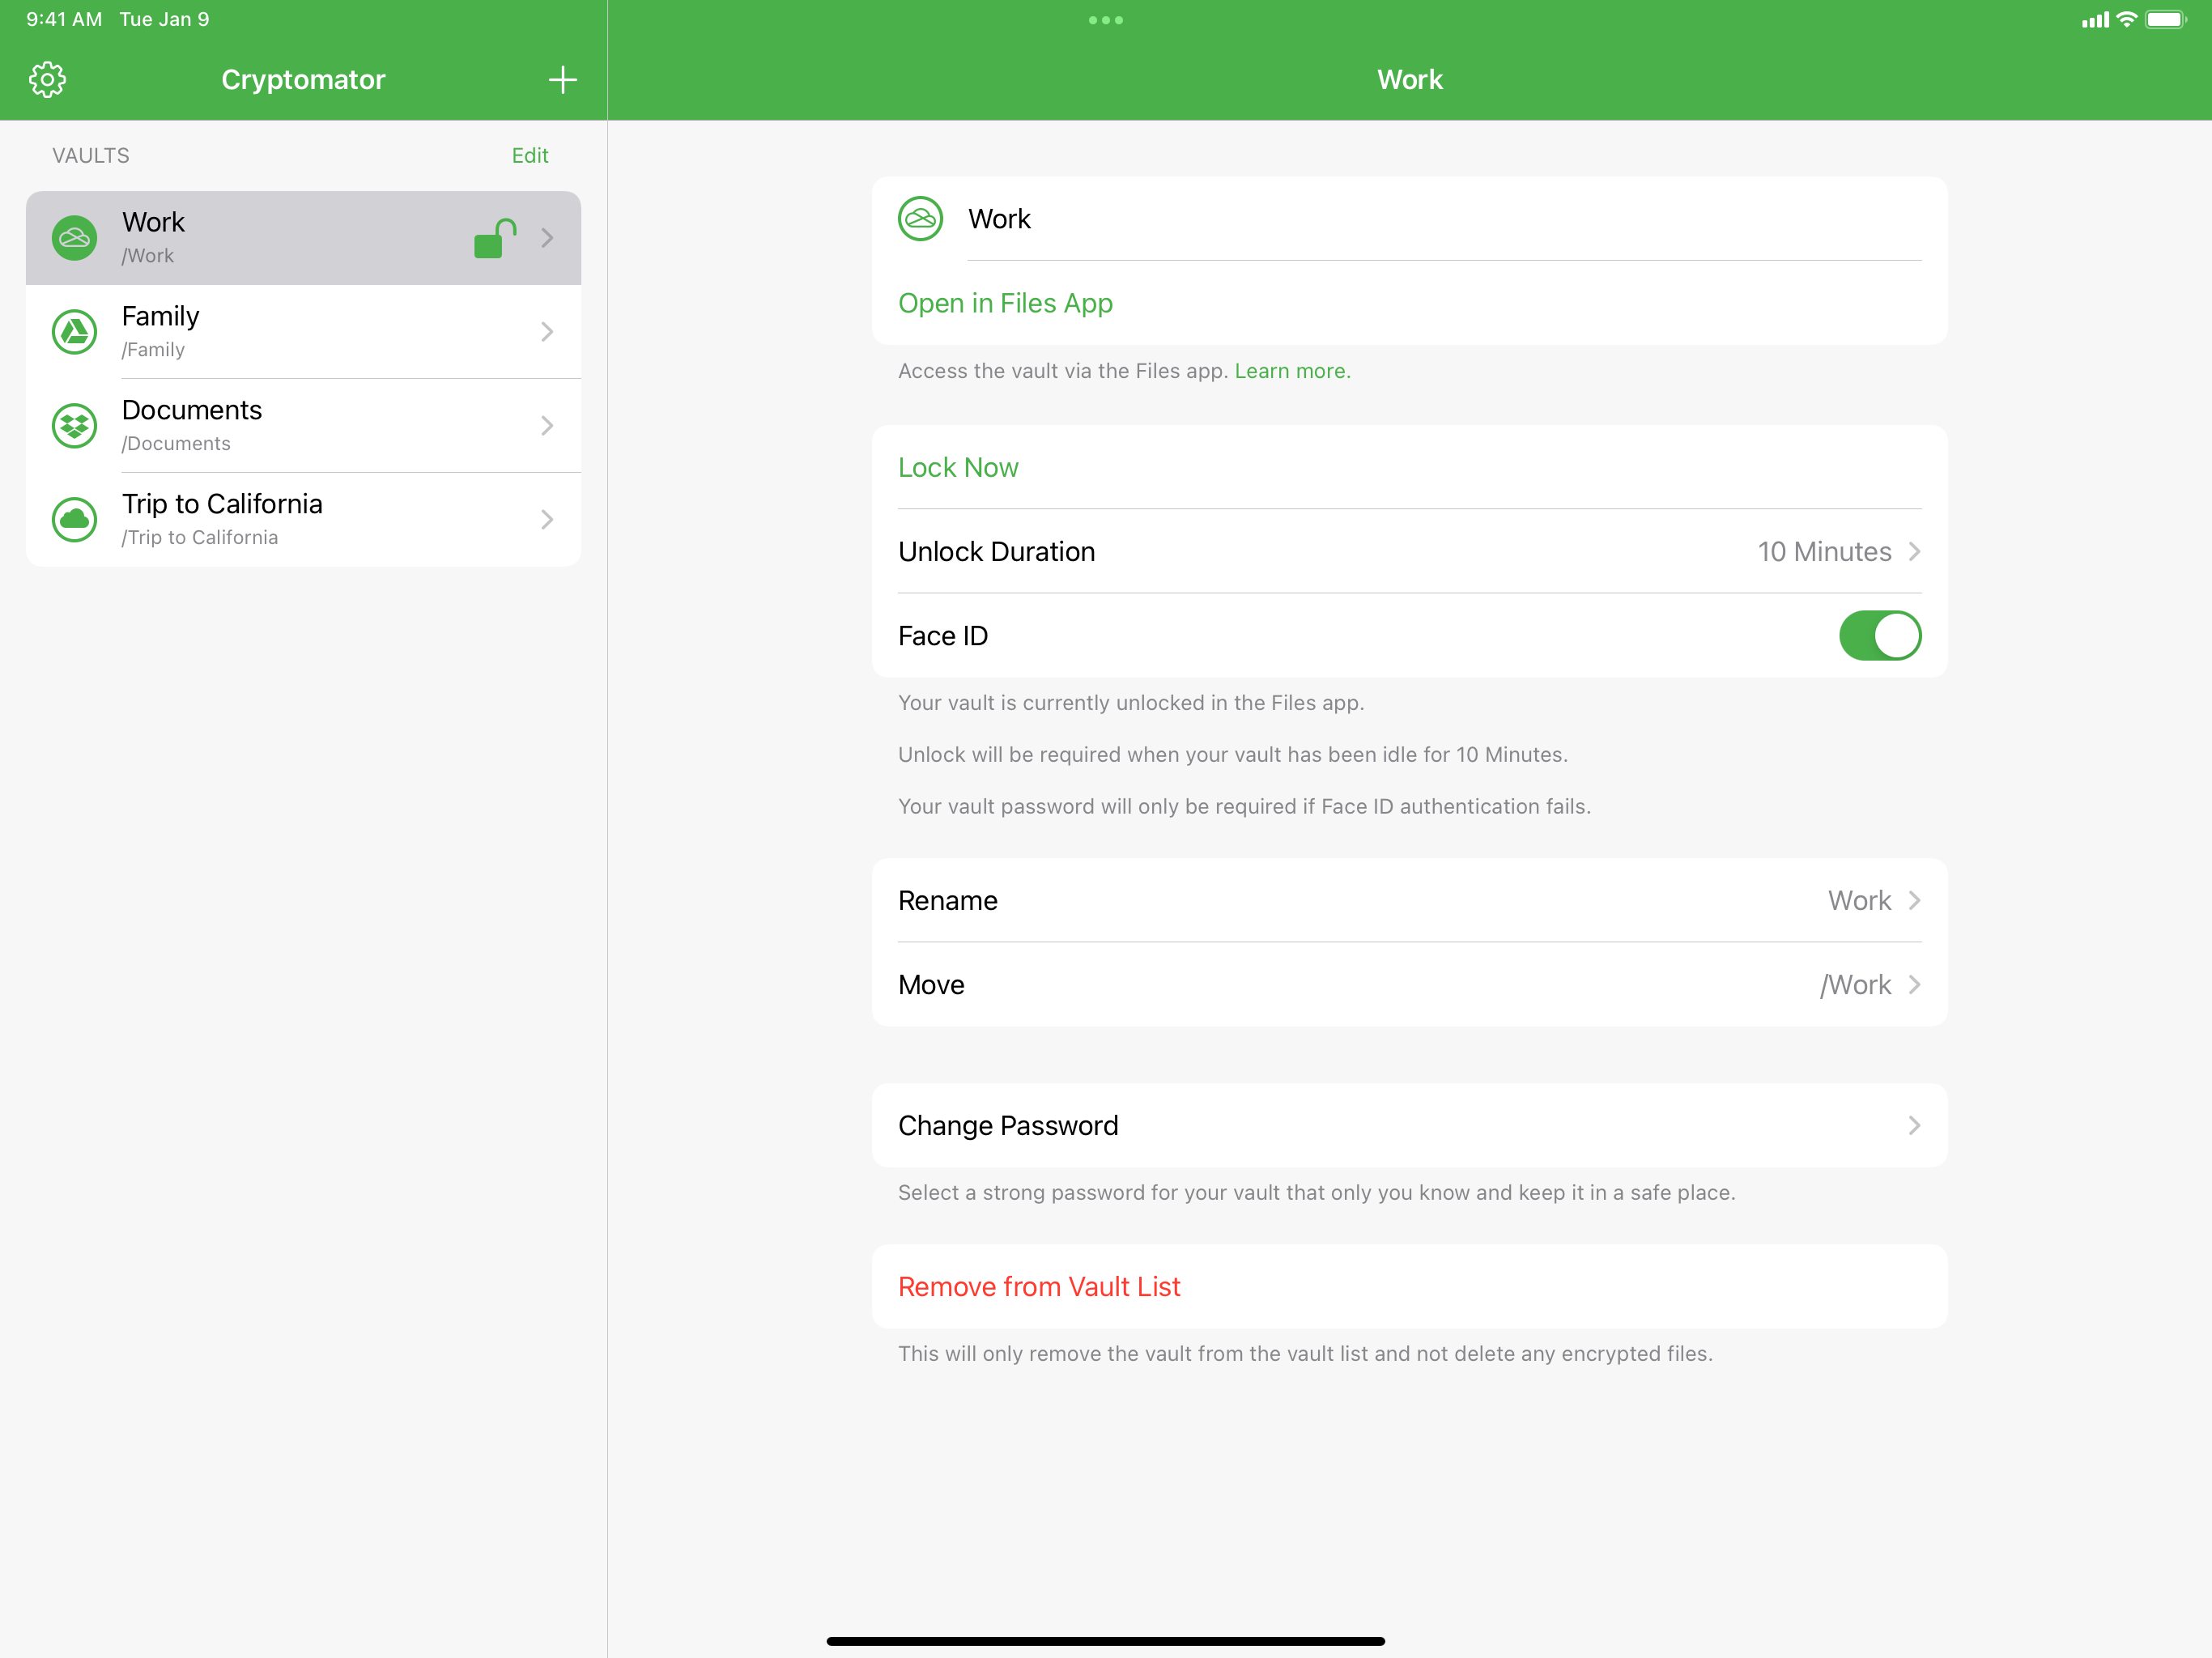 9:41 AM Tue Jan 9
Cryptomator
Work
VAULTS
Edit
Work
/Work
Family
/Family
Documents
/Documents
Trip to California
/Trip to California
Work
Open in Files App
Access the vault via the Files app. Learn more.
Lock Now
Unlock Duration
10 Minutes
Face ID
Your vault is currently unlocked in the Files app.
Unlock will be required when your vault has been idle for 10 Minutes.
Your vault password will only be required if Face ID authentication fails.
Rename
Work
Move
/Work
Change Password
Select a strong password for your vault that only you know and keep it in a safe place.
Remove from Vault List
This will only remove the vault from the vault list and not delete any encrypted files.